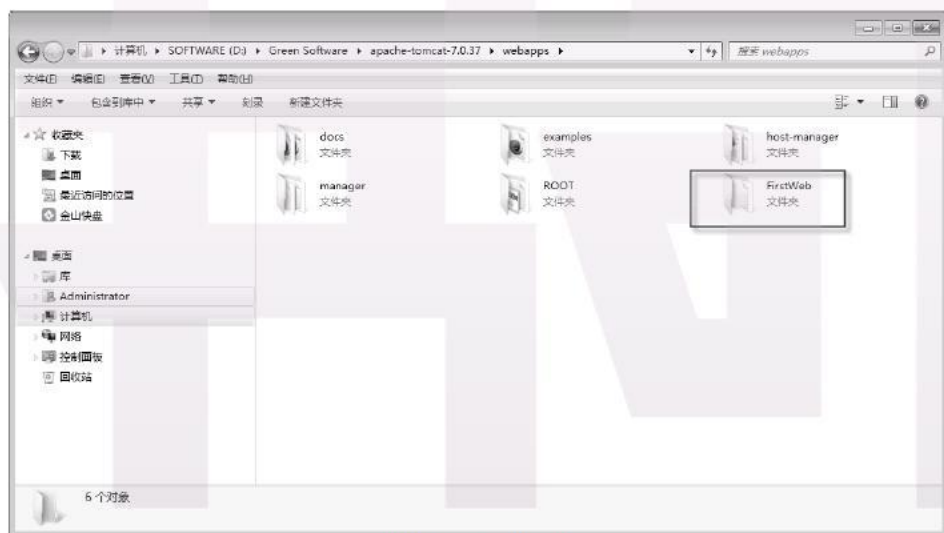 计算机 ▸ SOFTWARE (D:) ▸ Green Software ▸ apache-tomcat-7.0.37 ▸ webapps ▸ 搜索 webapps
文件(F) 编辑(E) 查看(V) 工具(T) 帮助(H)
组织 包含到库中 共享 刻录 新建文件夹
收藏夹
下载
桌面
最近访问的位置
金山快盘
桌面
库
Administrator
计算机
网络
控制面板
回收站
docs
文件夹
examples
文件夹
host-manager
文件夹
manager
文件夹
ROOT
文件夹
FirstWeb
文件夹
6 个对象